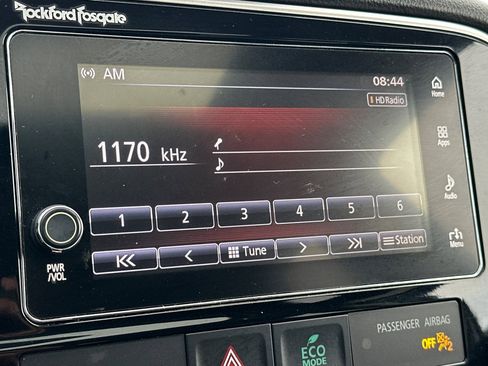 Rockford Fosgate
AM
08:44
HD Radio
Home
1170 kHz
Apps
1 2 3 4 5 6
Audio
Tune
Station
Menu
PWR
/VOL
ECO
MODE
PASSENGER AIRBAG
OFF 2